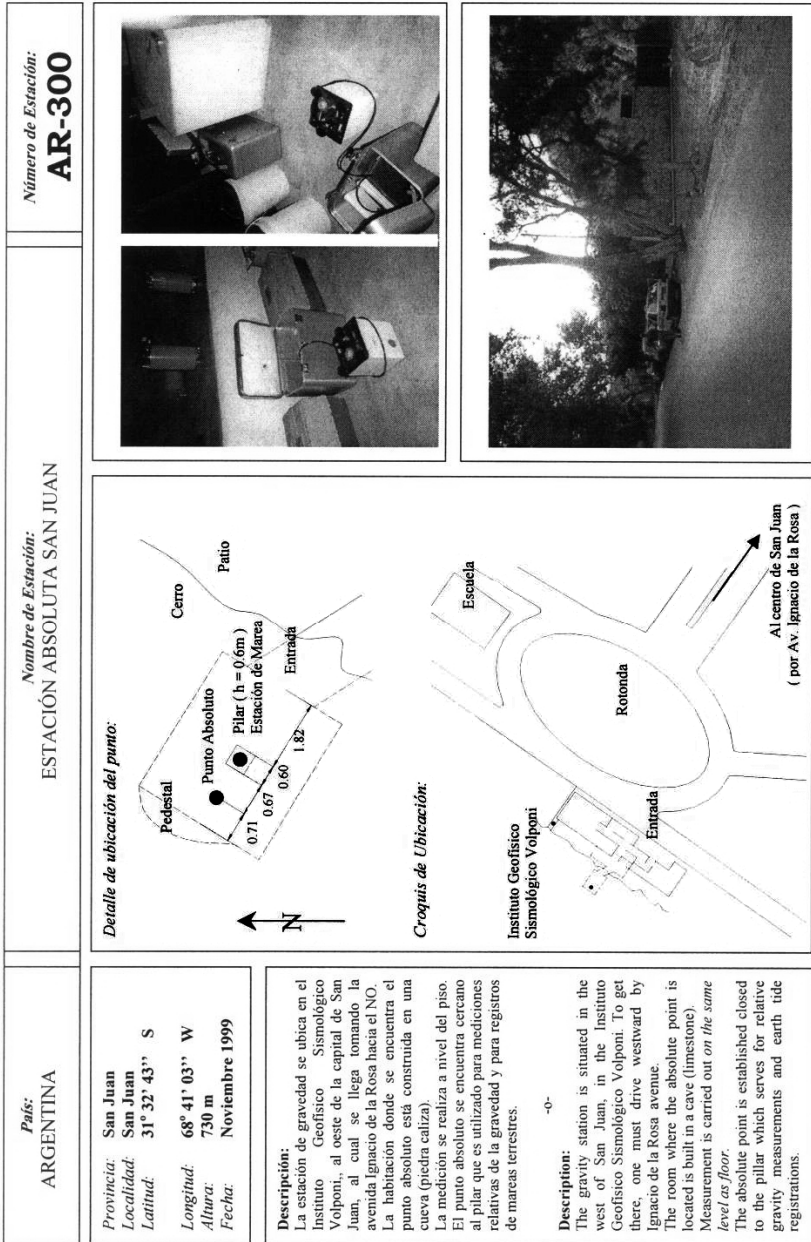 País:
ARGENTINA
Nombre de Estación:
ESTACIÓN ABSOLUTA SAN JUAN
Número de Estación:
AR-300
Provincia: San Juan
Localidad: San Juan
Latitud: 31° 32' 43'' S
Longitud: 68° 41' 03'' W
Altura: 730 m
Fecha: Noviembre 1999
Descripción:
La estación de gravedad se ubica en el
Instituto Geofísico Sismológico
Volponi,, al oeste de la capital de San
Juan, al cual se llega tomando la
avenida Ignacio de la Rosa hacia el NO.
La habitación donde se encuentra el
punto absoluto está construida en una
cueva (piedra caliza).
La medición se realiza a nivel del piso.
El punto absoluto se encuentra cercano
al pilar que es utilizado para mediciones
relativas de la gravedad y para registros
de mareas terrestres.
-o-
Description:
The gravity station is situated in the
west of San Juan, in the Instituto
Geofísico Sismológico Volponi. To get
there, one must drive westward by
Ignacio de la Rosa avenue.
The room where the absolute point is
located is built in a cave (limestone).
Measurement is carried out on the same
level as floor.
The absolute point is established closed
to the pillar which serves for relative
gravity measurements and earth tide
registrations.
Detalle de ubicación del punto:
N
Pedestal
Punto Absoluto
Pilar ( h = 0.6m )
Estación de Marea
Entrada
Cerro
Patio
0.71
0.67
0.60
1.82
Croquis de Ubicación:
Instituto Geofísico
Sismológico Volponi
Entrada
Rotonda
Escuela
Al centro de San Juan
( por Av. Ignacio de la Rosa )